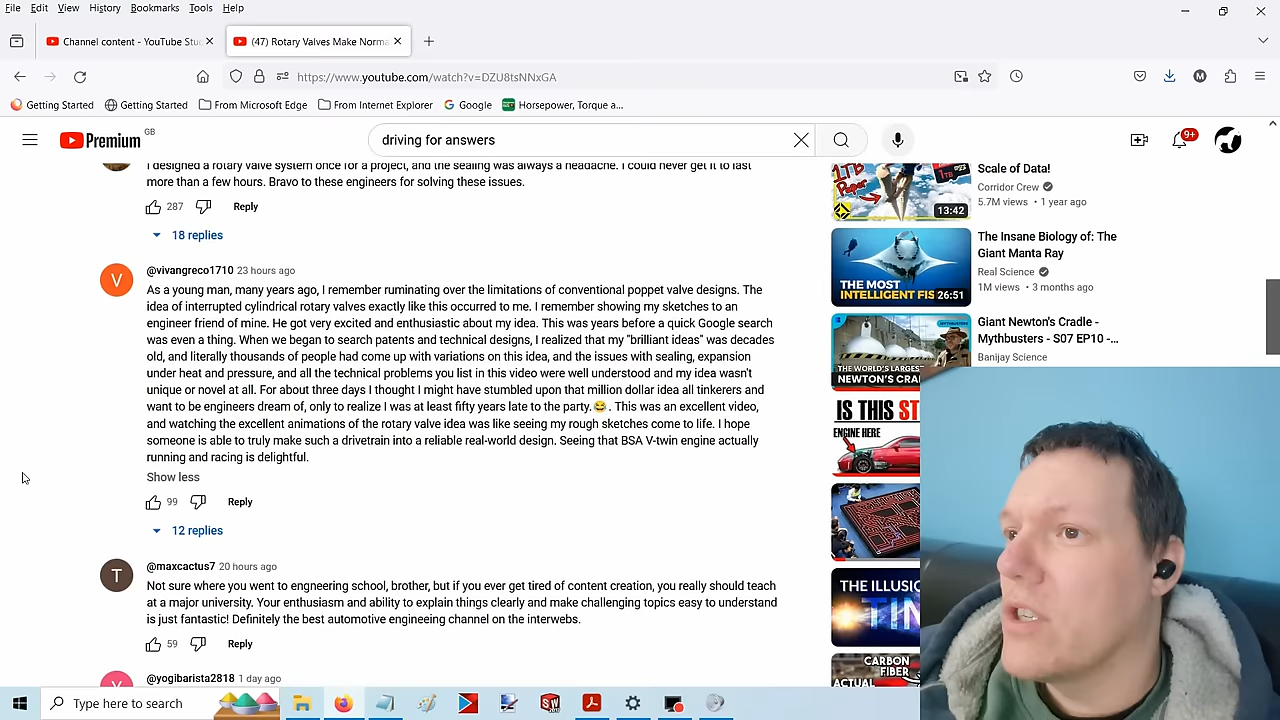 File Edit View History Bookmarks Tools Help
Channel content - YouTube Stu
(47) Rotary Valves Make Norma
https://www.youtube.com/watch?v=DZU8tsNNxGA
Getting Started
Getting Started
From Microsoft Edge
From Internet Explorer
Google
Horsepower, Torque a...
Premium GB
driving for answers
9+
I designed a rotary valve system once for a project, and the sealing was always a headache. I could never get it to last
more than a few hours. Bravo to these engineers for solving these issues.
287 Reply
18 replies
V
@vivangreco1710 23 hours ago
As a young man, many years ago, I remember ruminating over the limitations of conventional poppet valve designs. The
idea of interrupted cylindrical rotary valves exactly like this occurred to me. I remember showing my sketches to an
engineer friend of mine. He got very excited and enthusiastic about my idea. This was years before a quick Google search
was even a thing. When we began to search patents and technical designs, I realized that my "brilliant ideas" was decades
old, and literally thousands of people had come up with variations on this idea, and the issues with sealing, expansion
under heat and pressure, and all the technical problems you list in this video were well understood and my idea wasn't
unique or novel at all. For about three days I thought I might have stumbled upon that million dollar idea all tinkerers and
want to be engineers dream of, only to realize I was at least fifty years late to the party.😂. This was an excellent video,
and watching the excellent animations of the rotary valve idea was like seeing my rough sketches come to life. I hope
someone is able to truly make such a drivetrain into a reliable real-world design. Seeing that BSA V-twin engine actually
running and racing is delightful.
Show less
99 Reply
12 replies
T
@maxcactus7 20 hours ago
Not sure where you went to engneering school, brother, but if you ever get tired of content creation, you really should teach
at a major university. Your enthusiasm and ability to explain things clearly and make challenging topics easy to understand
is just fantastic! Definitely the best automotive engineeing channel on the interwebs.
59 Reply
@yogibarista2818 1 day ago
1TB
13:42
Scale of Data!
Corridor Crew
5.7M views • 1 year ago
THE MOST
INTELLIGENT FIS
26:51
The Insane Biology of: The
Giant Manta Ray
Real Science
1M views • 3 months ago
MYTHBUSTERS
THE WORLD'S LARGEST
NEWTON'S CRA
Giant Newton's Cradle -
Mythbusters - S07 EP10 -...
Banijay Science
IS THIS ST
ENGINE HERE
THE ILLUSI
TIN
CARBON
FIBER
ACTUAL
Type here to search